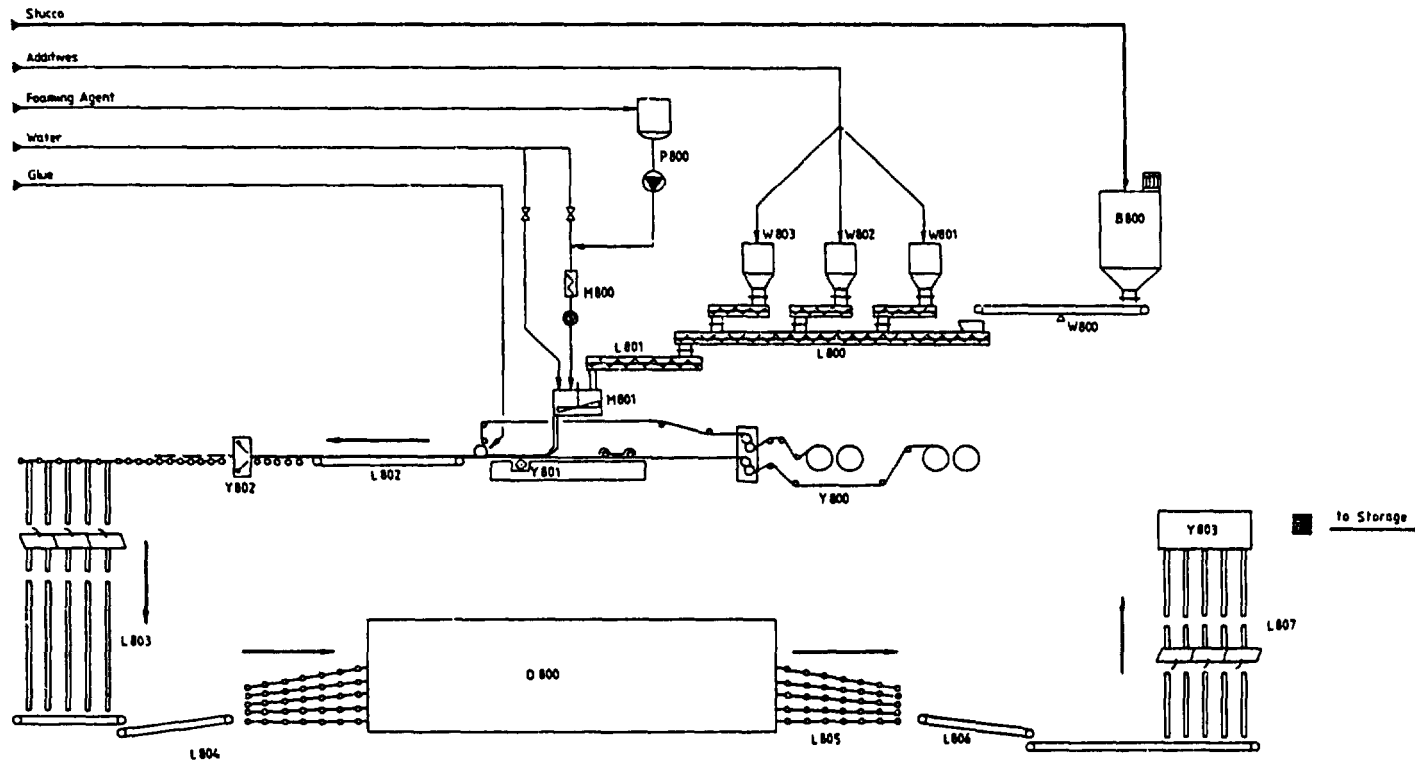 Stucco
Additives
Foaming Agent
Water
Glue
P800
B800
W803
W802
W801
M800
W800
L801
L800
M801
Y802
L802
Y801
Y800
Y803
to Storage
L803
L807
D800
L804
L805
L806